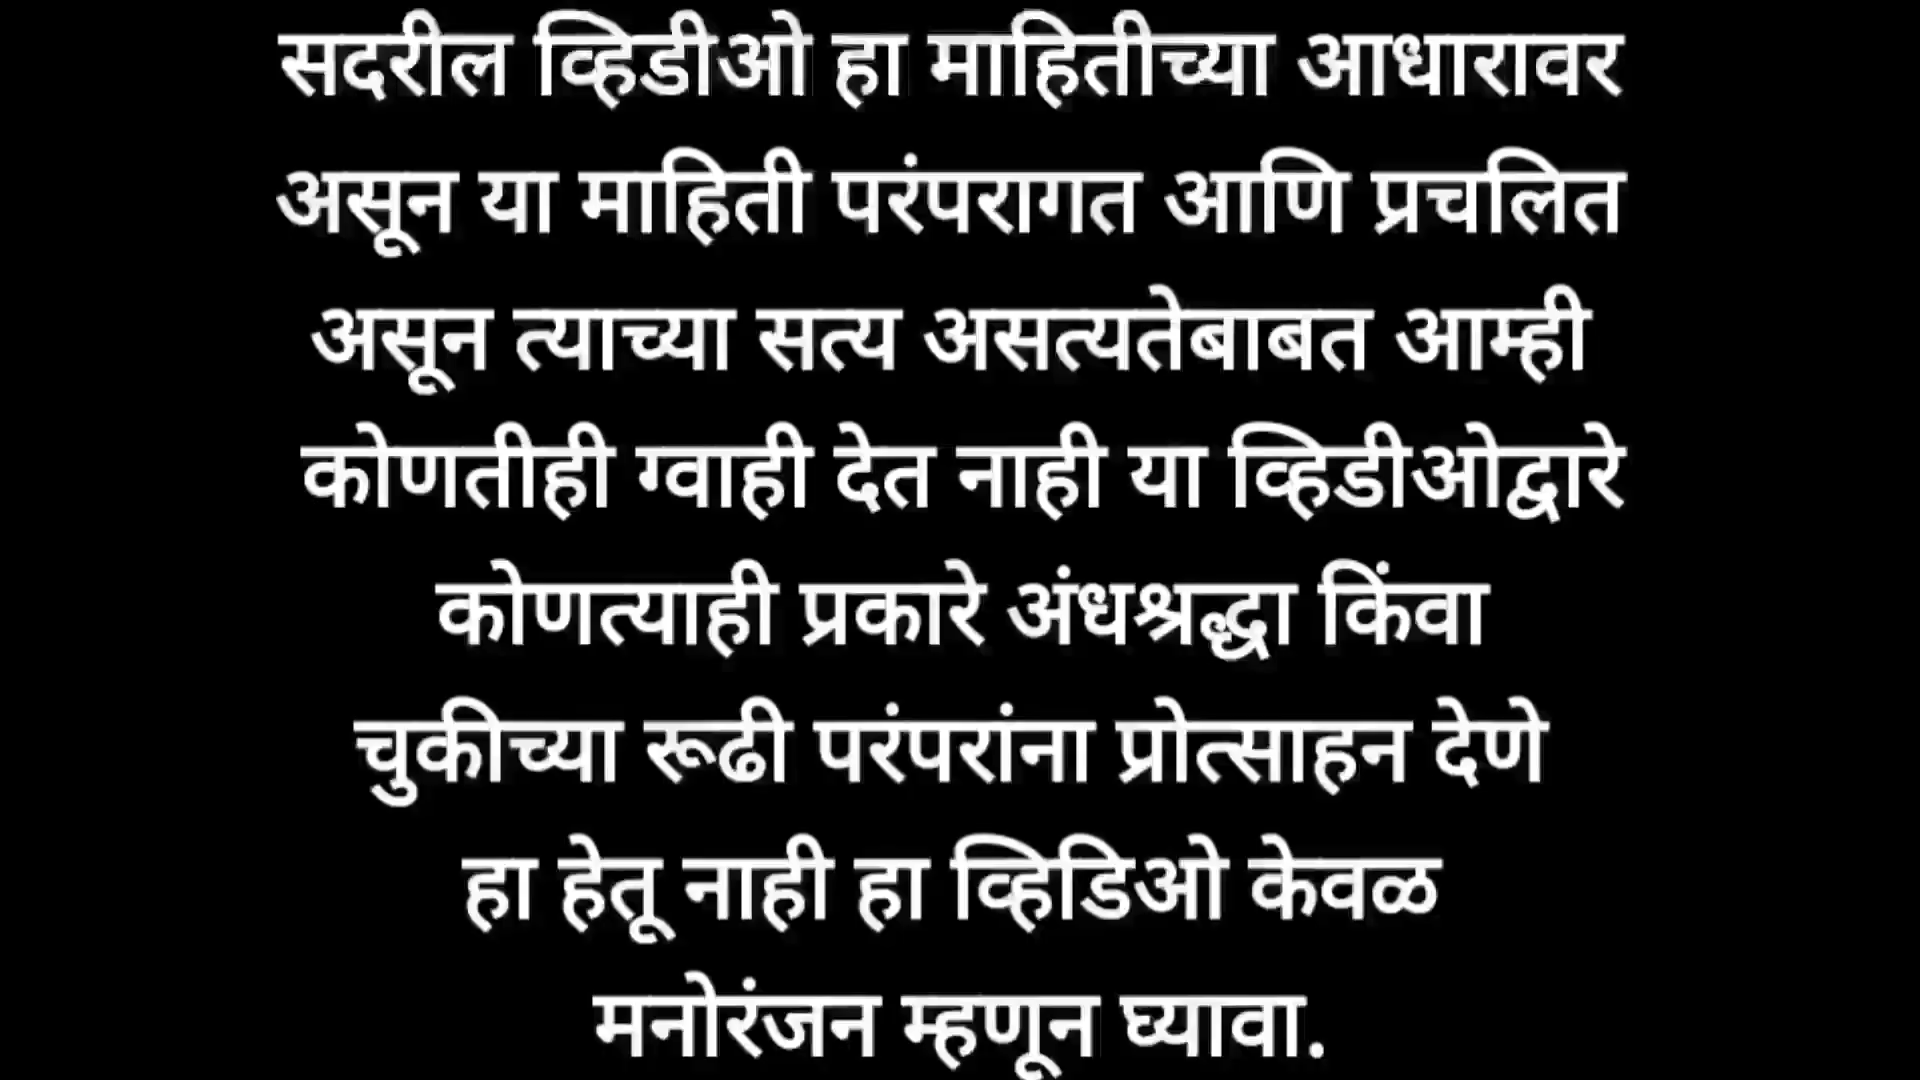 सदरील व्हिडीओ हा माहितीच्या आधारावर
असून या माहिती परंपरागत आणि प्रचलित
असून त्याच्या सत्य असत्यतेबाबत आम्ही
कोणतीही ग्वाही देत नाही या व्हिडीओद्वारे
कोणत्याही प्रकारे अंधश्रद्धा किंवा
चुकीच्या रूढी परंपरांना प्रोत्साहन देणे
हा हेतू नाही हा व्हिडिओ केवळ
मनोरंजन म्हणून घ्यावा.